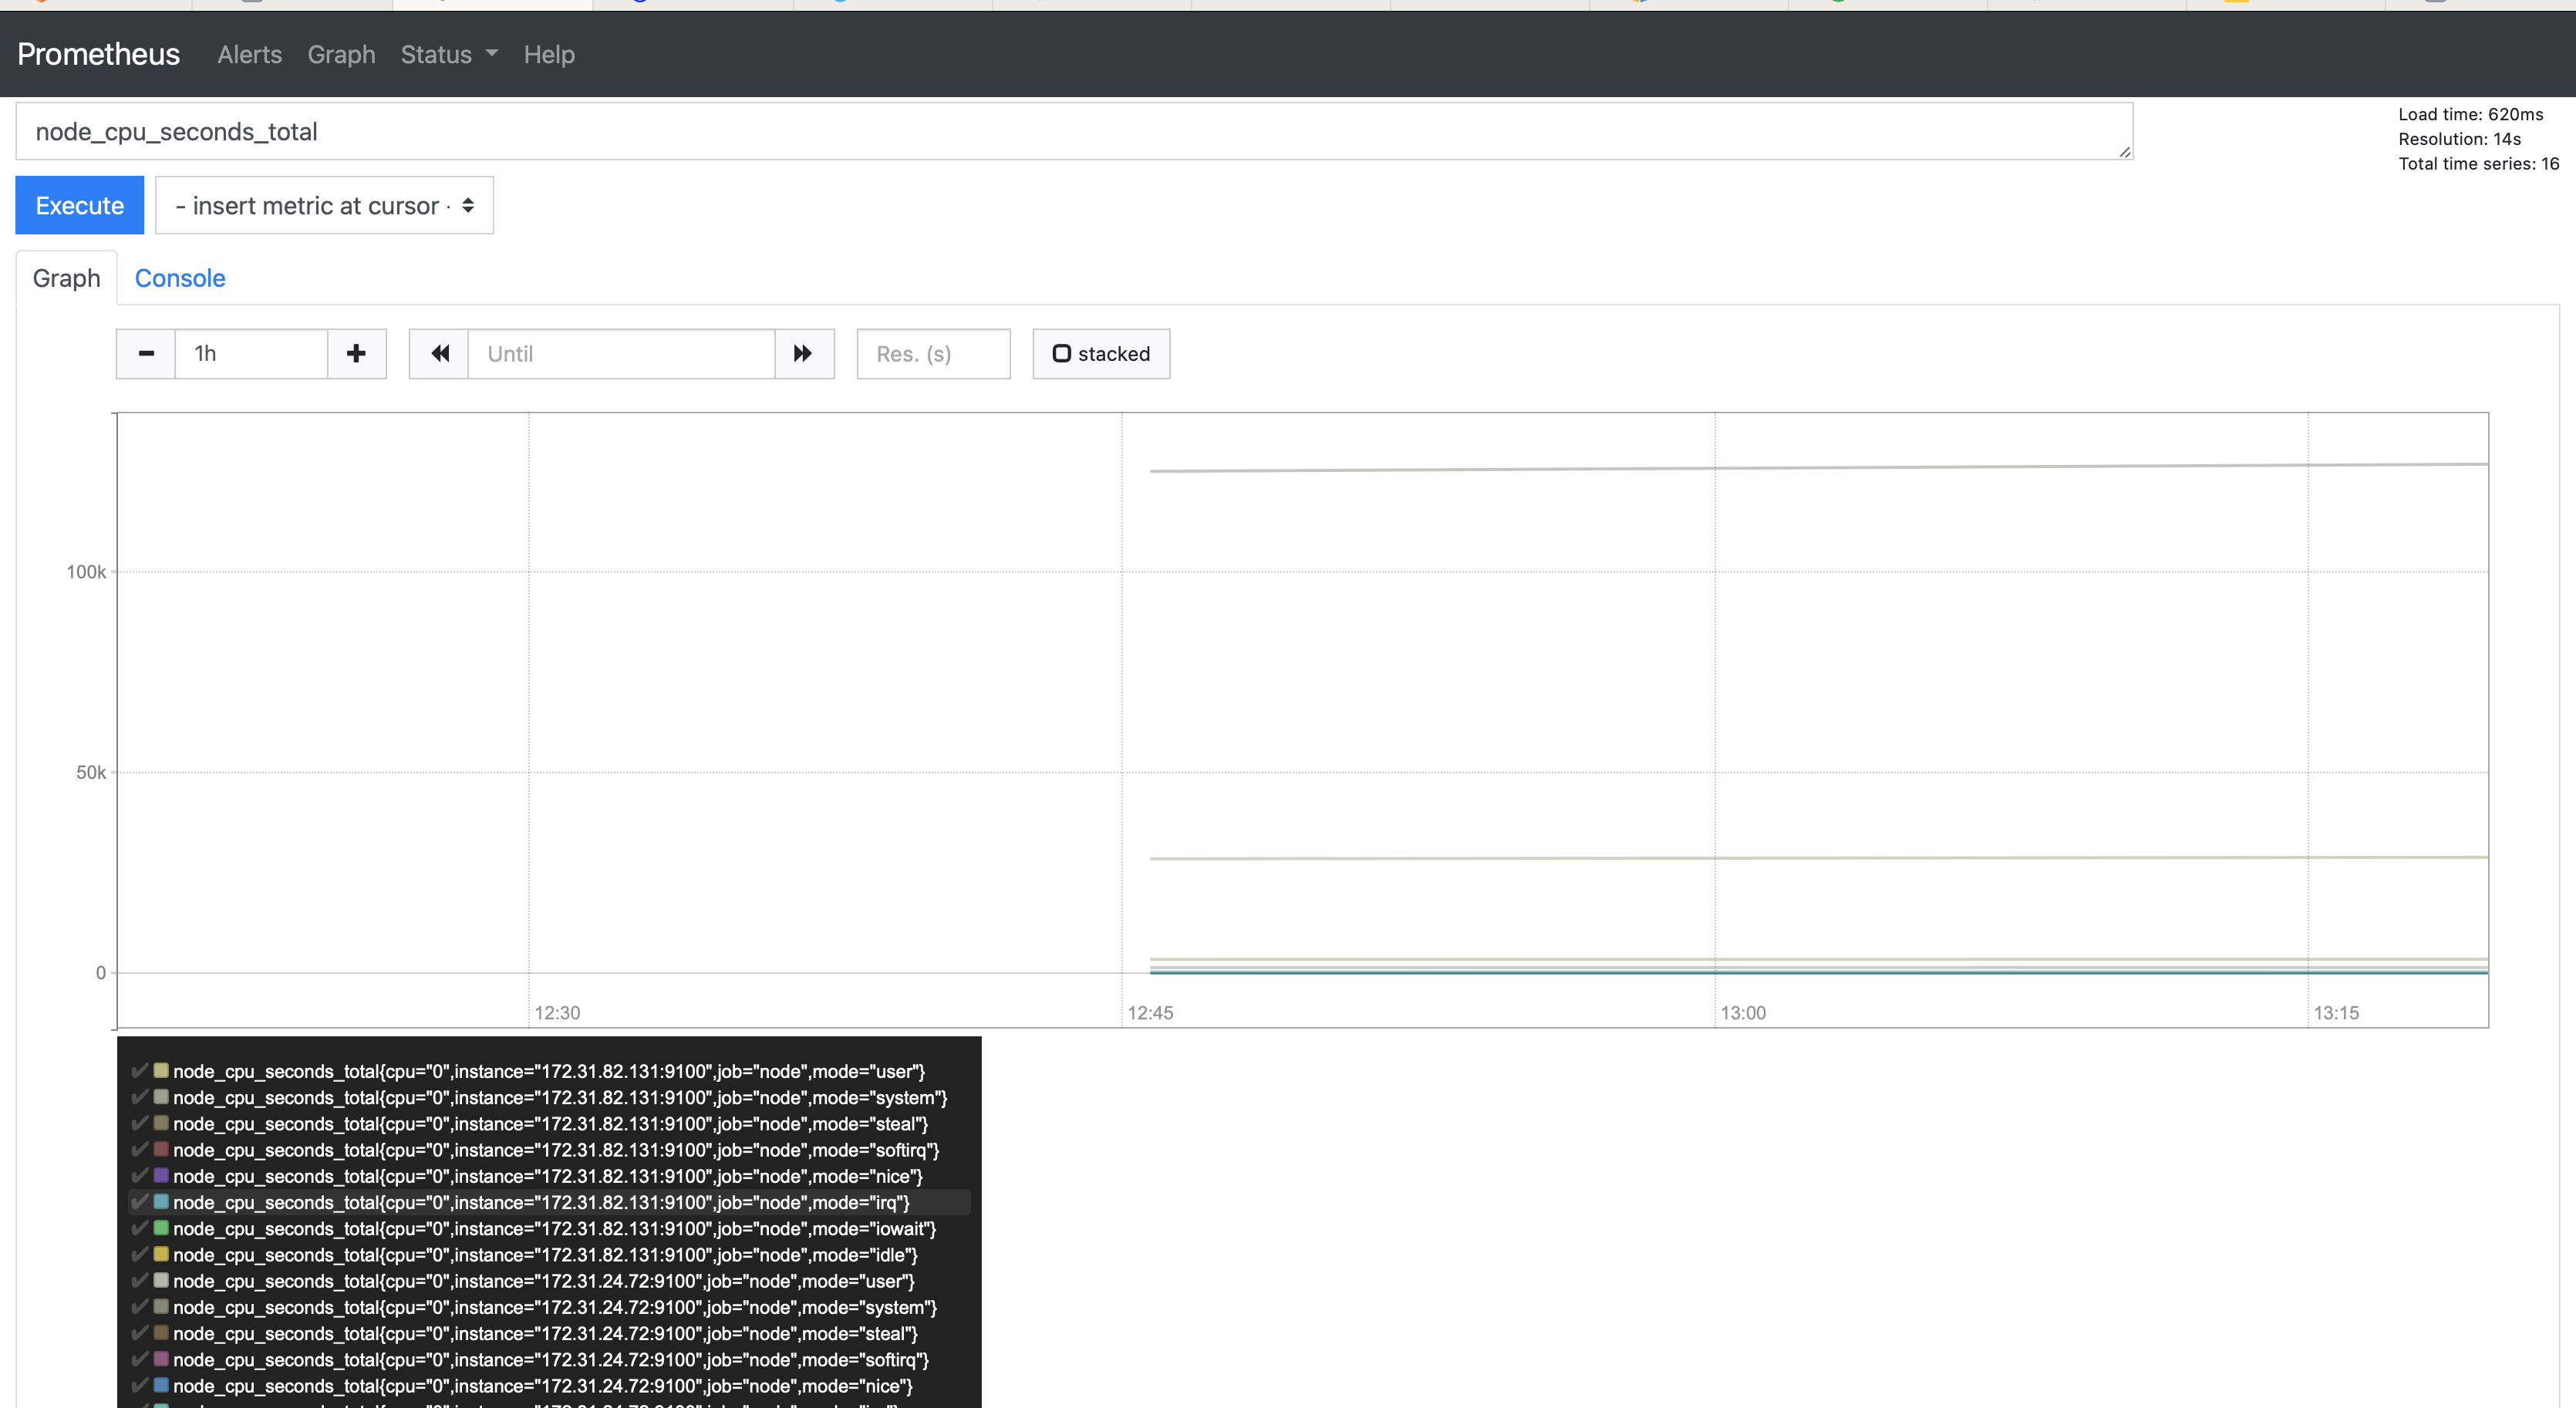 Prometheus Alerts Graph Status Help
node_cpu_seconds_total
Load time: 620ms
Resolution: 14s
Total time series: 16
Execute
- insert metric at cursor -
Graph Console
1h Until Res. (s) stacked
100k
50k
0
12:30 12:45 13:00 13:15
node_cpu_seconds_total{cpu="0",instance="172.31.82.131:9100",job="node",mode="user"}
node_cpu_seconds_total{cpu="0",instance="172.31.82.131:9100",job="node",mode="system"}
node_cpu_seconds_total{cpu="0",instance="172.31.82.131:9100",job="node",mode="steal"}
node_cpu_seconds_total{cpu="0",instance="172.31.82.131:9100",job="node",mode="softirq"}
node_cpu_seconds_total{cpu="0",instance="172.31.82.131:9100",job="node",mode="nice"}
node_cpu_seconds_total{cpu="0",instance="172.31.82.131:9100",job="node",mode="irq"}
node_cpu_seconds_total{cpu="0",instance="172.31.82.131:9100",job="node",mode="iowait"}
node_cpu_seconds_total{cpu="0",instance="172.31.82.131:9100",job="node",mode="idle"}
node_cpu_seconds_total{cpu="0",instance="172.31.24.72:9100",job="node",mode="user"}
node_cpu_seconds_total{cpu="0",instance="172.31.24.72:9100",job="node",mode="system"}
node_cpu_seconds_total{cpu="0",instance="172.31.24.72:9100",job="node",mode="steal"}
node_cpu_seconds_total{cpu="0",instance="172.31.24.72:9100",job="node",mode="softirq"}
node_cpu_seconds_total{cpu="0",instance="172.31.24.72:9100",job="node",mode="nice"}